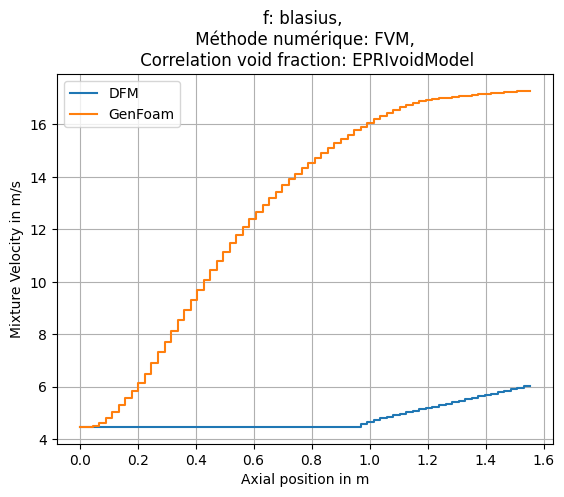 f: blasius,
Méthode numérique: FVM,
Correlation void fraction: EPRIvoidModel
DFM
GenFoam
Mixture Velocity in m/s
16
14
12
10
8
6
4
0.0 0.2 0.4 0.6 0.8 1.0 1.2 1.4 1.6
Axial position in m